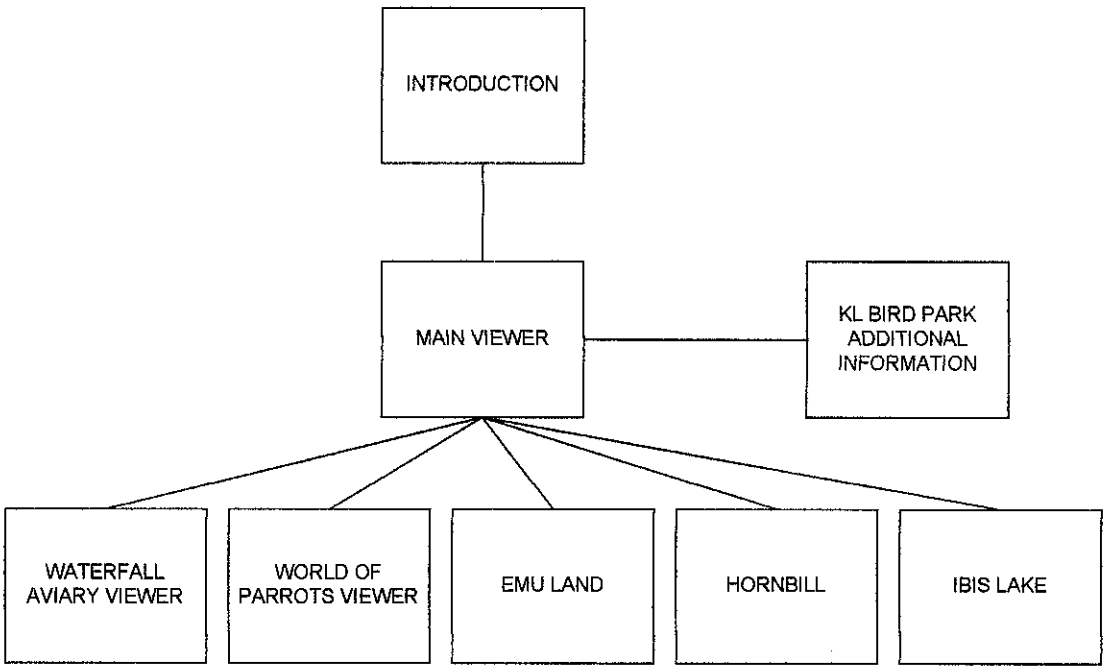 INTRODUCTION
MAIN VIEWER
KL BIRD PARK
ADDITIONAL
INFORMATION
WATERFALL
AVIARY VIEWER
WORLD OF
PARROTS VIEWER
EMU LAND
HORNBILL
IBIS LAKE